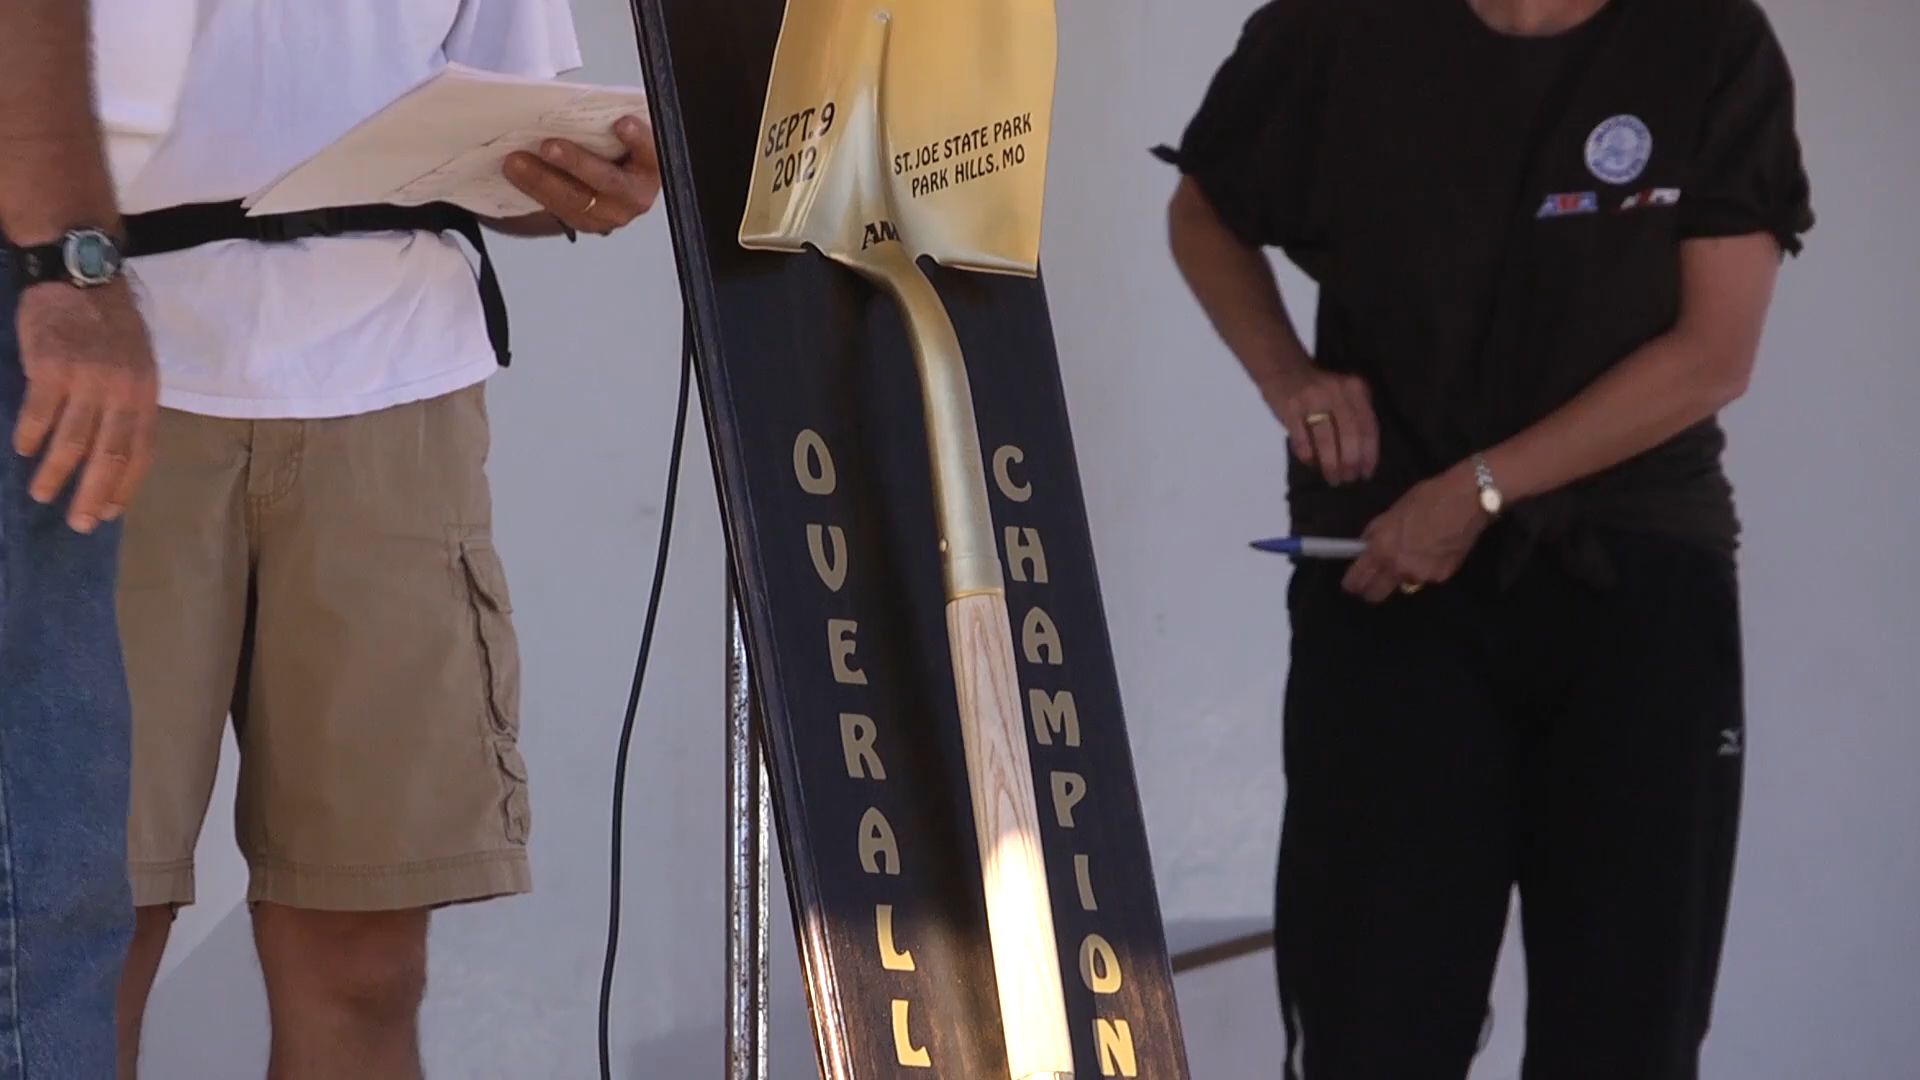 SEPT. 9
2012
ST. JOE STATE PARK
PARK HILLS, MO
OVERALL
CHAMPION